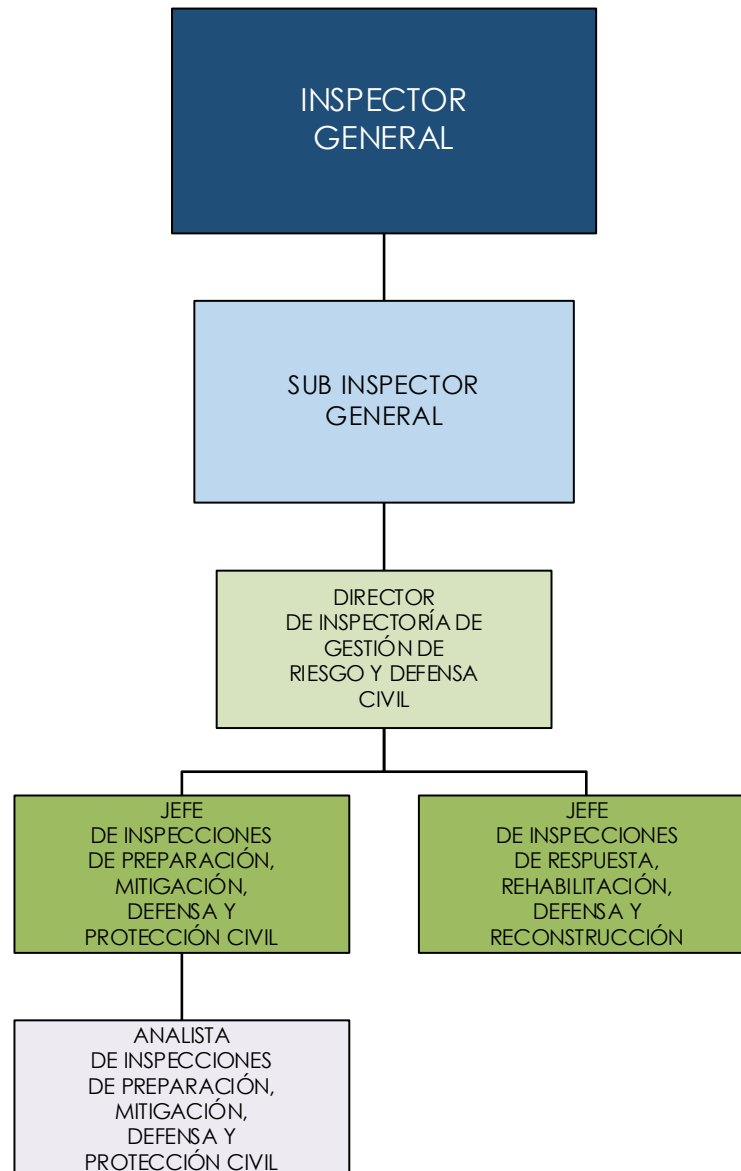 INSPECTOR
GENERAL
SUB INSPECTOR
GENERAL
DIRECTOR
DE INSPECTORÍA DE
GESTIÓN DE
RIESGO Y DEFENSA
CIVIL
JEFE
DE INSPECCIONES
DE PREPARACIÓN,
MITIGACIÓN,
DEFENSA Y
PROTECCIÓN CIVIL
JEFE
DE INSPECCIONES
DE RESPUESTA,
REHABILITACIÓN,
DEFENSA Y
RECONSTRUCCIÓN
ANALISTA
DE INSPECCIONES
DE PREPARACIÓN,
MITIGACIÓN,
DEFENSA Y
PROTECCIÓN CIVIL